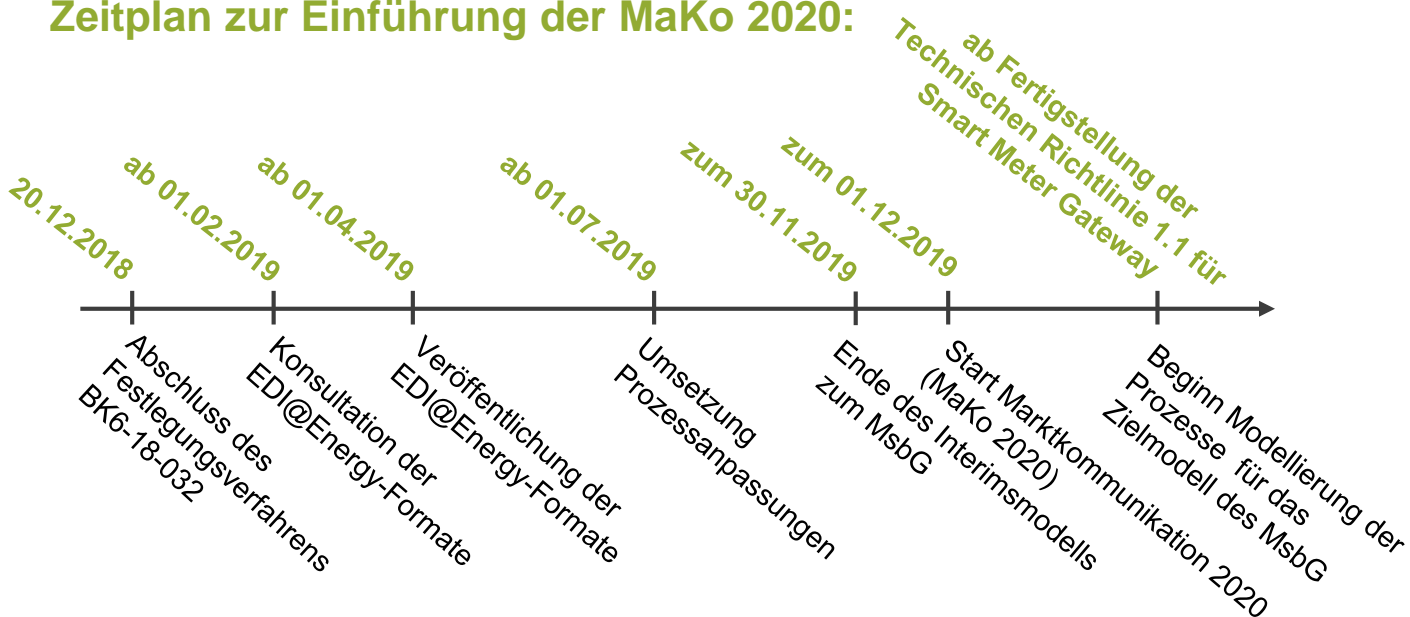 Zeitplan zur Einführung der MaKo 2020:
20.12.2018
ab 01.02.2019
ab 01.04.2019
ab 01.07.2019
zum 30.11.2019
zum 01.12.2019
ab Fertigstellung der
Technischen Richtlinie 1.1 für
Smart Meter Gateway
Abschluss des
Festlegungsverfahrens
BK6-18-032
Konsultation der
EDI@Energy-Formate
Veröffentlichung der
EDI@Energy-Formate
Umsetzung
Prozessanpassungen
Ende des Interimsmodells
zum MsbG
Start Marktkommunikation 2020
(MaKo 2020)
Beginn Modellierung der
Prozesse für das
Zielmodell des MsbG